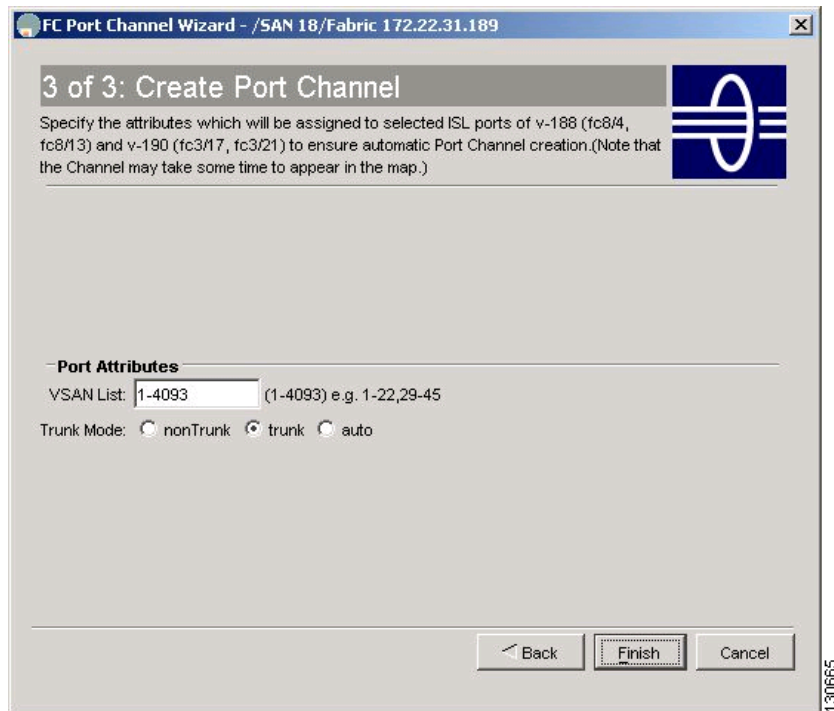 FC Port Channel Wizard - /SAN 18/Fabric 172.22.31.189
3 of 3: Create Port Channel
Specify the attributes which will be assigned to selected ISL ports of v-188 (fc8/4,
fc8/13) and v-190 (fc3/17, fc3/21) to ensure automatic Port Channel creation.(Note that
the Channel may take some time to appear in the map.)
Port Attributes
VSAN List: 1-4093 (1-4093) e.g. 1-22,29-45
Trunk Mode: nonTrunk trunk auto
Back Finish Cancel
130665